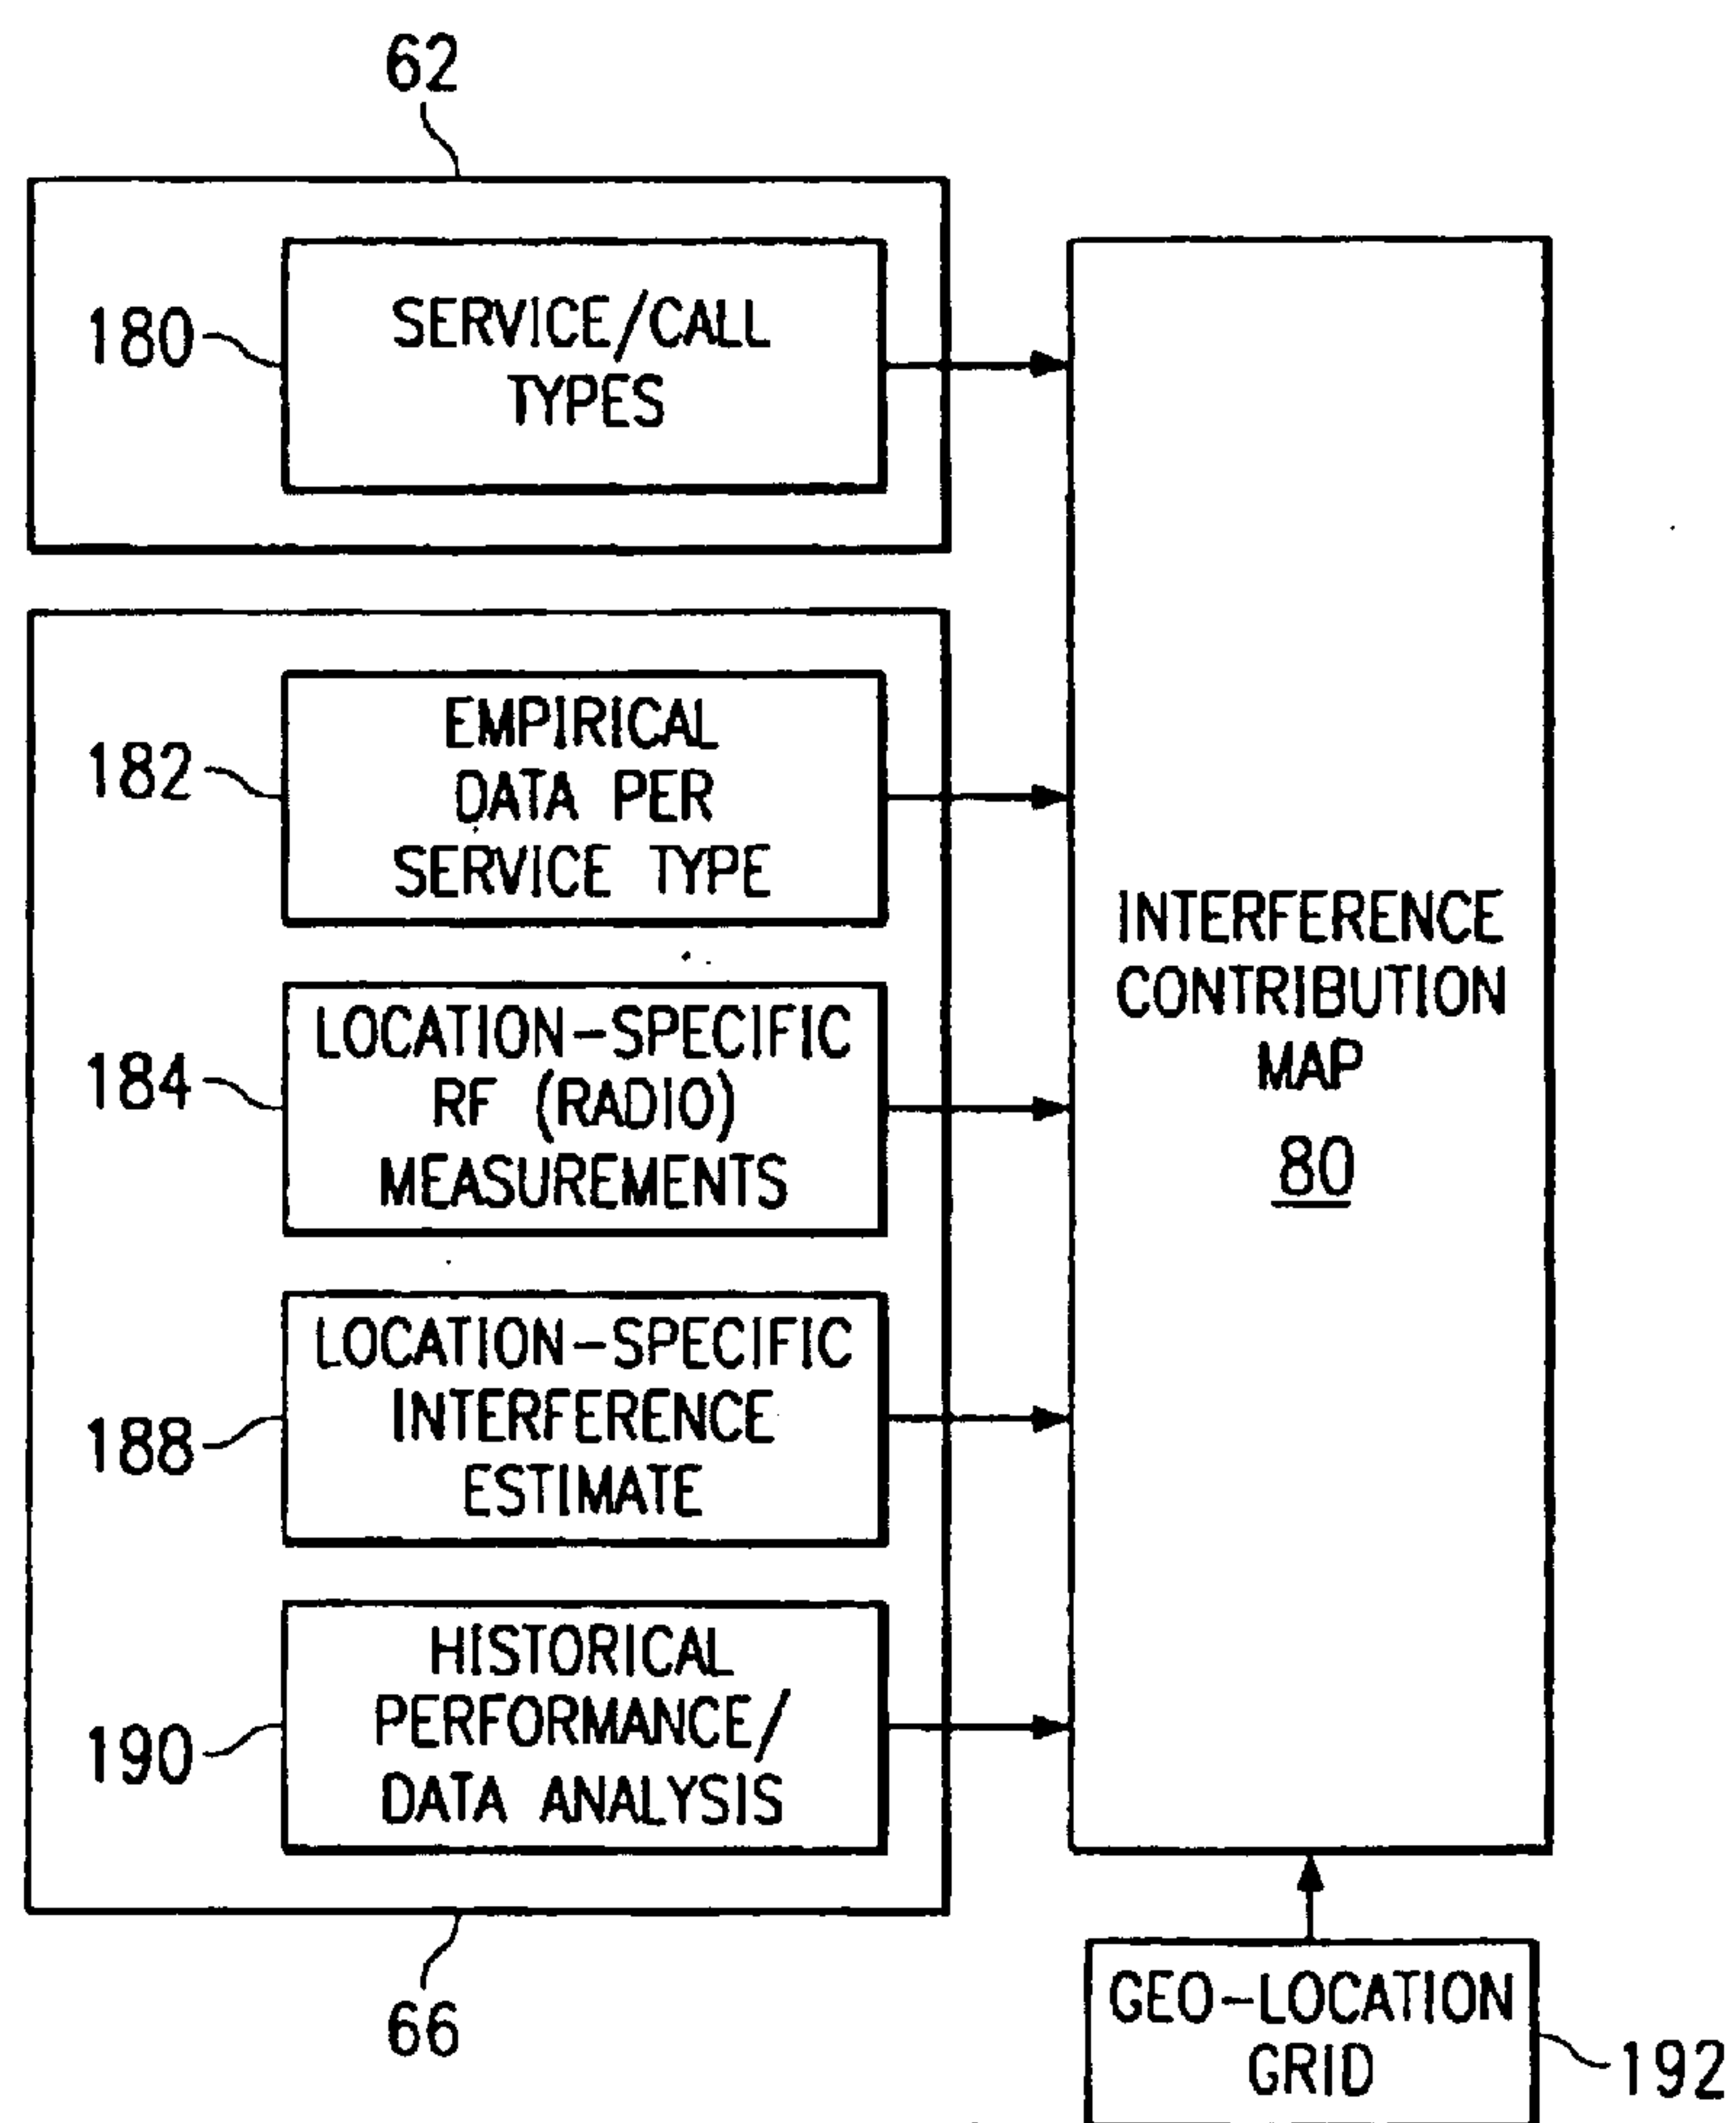 62
180
SERVICE/CALL
TYPES
182
EMPIRICAL
DATA PER
SERVICE TYPE
184
LOCATION-SPECIFIC
RF (RADIO)
MEASUREMENTS
188
LOCATION-SPECIFIC
INTERFERENCE
ESTIMATE
190
HISTORICAL
PERFORMANCE/
DATA ANALYSIS
66
INTERFERENCE
CONTRIBUTION
MAP
80
GEO-LOCATION
GRID
192